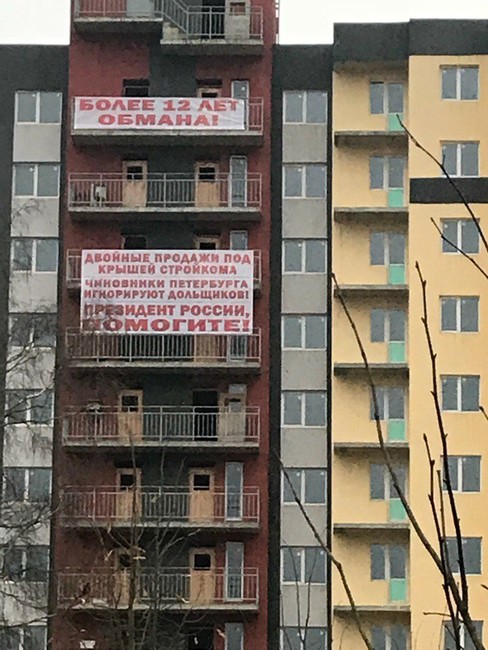 БОЛЕЕ 12 ЛЕТ
ОБМАНА!
ДВОЙНЫЕ ПРОДАЖИ ПОД
КРЫШЕЙ СТРОЙКОМА
ЧИНОВНИКИ ПЕТЕРБУРГА
ИГНОРИРУЮТ ДОЛЬЩИКОВ!
ПРЕЗИДЕНТ РОССИИ,
ПОМОГИТЕ!